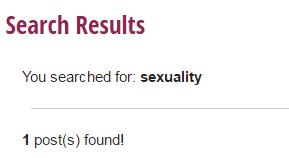 Search Results
You searched for: sexuality
1 post(s) found!